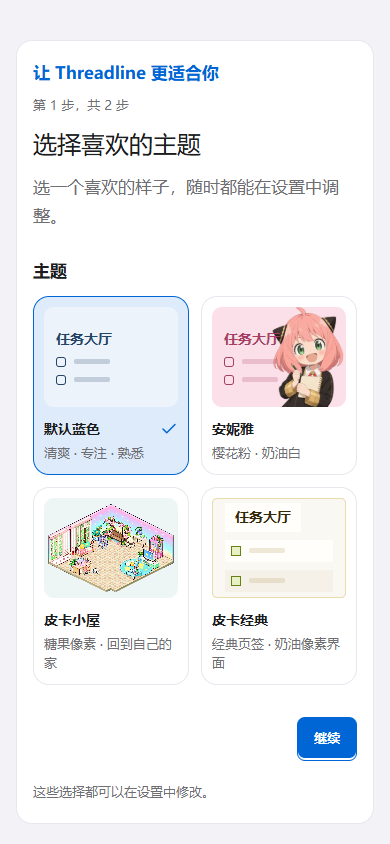 让 Threadline 更适合你
第 1 步，共 2 步
选择喜欢的主题
选一个喜欢的样子，随时都能在设置中调
整。
主题
任务大厅
默认蓝色
清爽 · 专注 · 熟悉
任务大厅
安妮雅
樱花粉 · 奶油白
皮卡小屋
糖果像素 · 回到自己的
家
任务大厅
皮卡经典
经典页签 · 奶油像素界
面
继续
这些选择都可以在设置中修改。